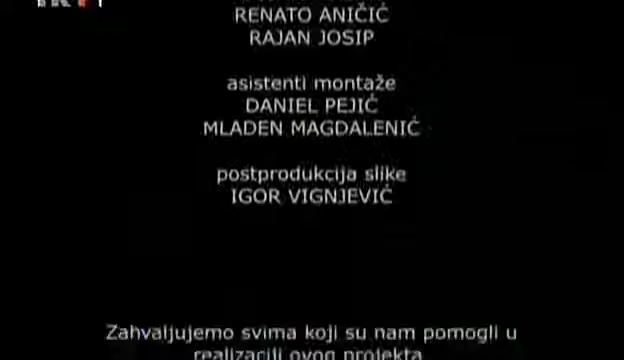 HRT
RENATO ANIČIĆ
RAJAN JOSIP
asistenti montaže
DANIEL PEJIĆ
MLADEN MAGDALENIĆ
postprodukcija slike
IGOR VIGNJEVIĆ
Zahvaljujemo svima koji su nam pomogli u
realizaciji ovog projekta